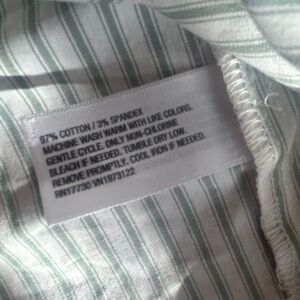 97% COTTON / 3% SPANDEX
MACHINE WASH WARM WITH LIKE COLORS.
GENTLE CYCLE. ONLY NON-CHLORINE
BLEACH IF NEEDED. TUMBLE DRY LOW.
REMOVE PROMPTLY. COOL IRON IF NEEDED.
RN17730 VN1973122